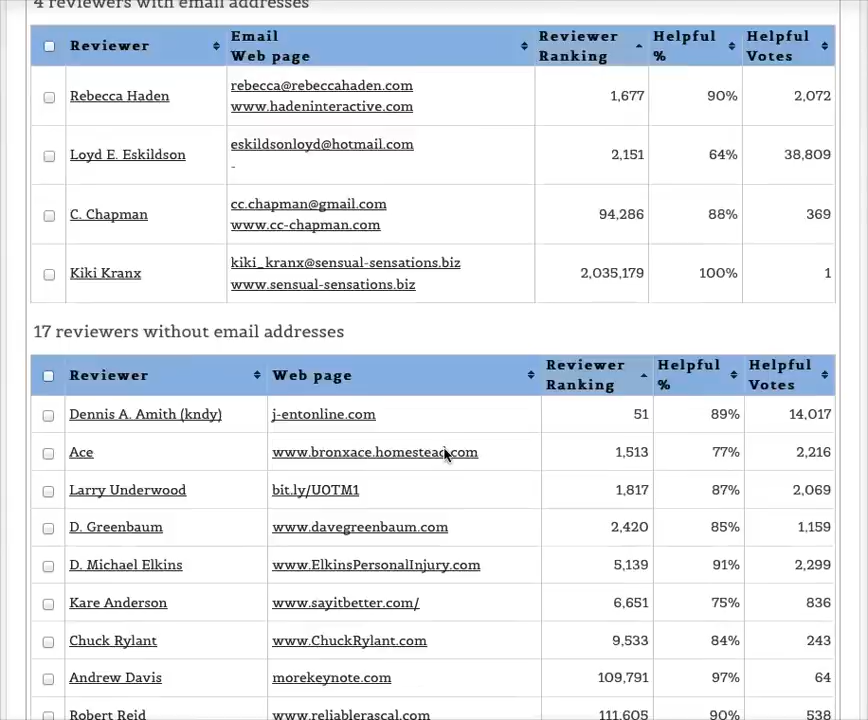 4 reviewers with email addresses
Reviewer Email Web page Reviewer Ranking Helpful % Helpful Votes
Rebecca Haden rebecca@rebeccahaden.com 1,677 90% 2,072
www.hadeninteractive.com
Loyd E. Eskildson eskildsonloyd@hotmail.com 2,151 64% 38,809
-
C. Chapman cc.chapman@gmail.com 94,286 88% 369
www.cc-chapman.com
Kiki Kranx kiki_kranx@sensual-sensations.biz 2,035,179 100% 1
www.sensual-sensations.biz
17 reviewers without email addresses
Reviewer Web page Reviewer Ranking Helpful % Helpful Votes
Dennis A. Amith (kndy) j-entonline.com 51 89% 14,017
Ace www.bronxace.homestead.com 1,513 77% 2,216
Larry Underwood bit.ly/UOTM1 1,817 87% 2,069
D. Greenbaum www.davegreenbaum.com 2,420 85% 1,159
D. Michael Elkins www.ElkinsPersonalInjury.com 5,139 91% 2,299
Kare Anderson www.sayitbetter.com/ 6,651 75% 836
Chuck Rylant www.ChuckRylant.com 9,533 84% 243
Andrew Davis morekeynote.com 109,791 97% 64
Robert Reid www.reliablerascal.com 111,605 90% 538